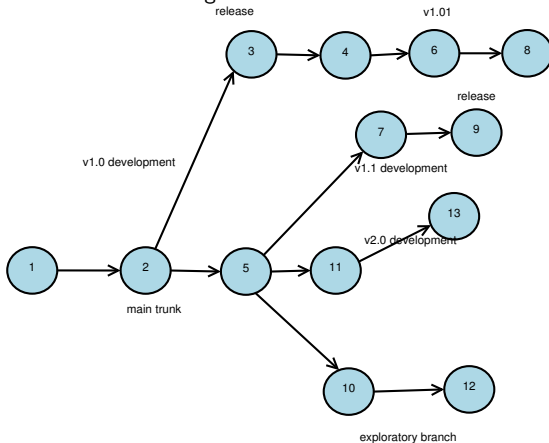 release
v1.01
3
4
6
8
release
7
9
v1.0 development
v1.1 development
13
v2.0 development
1
2
5
11
main trunk
10
12
exploratory branch